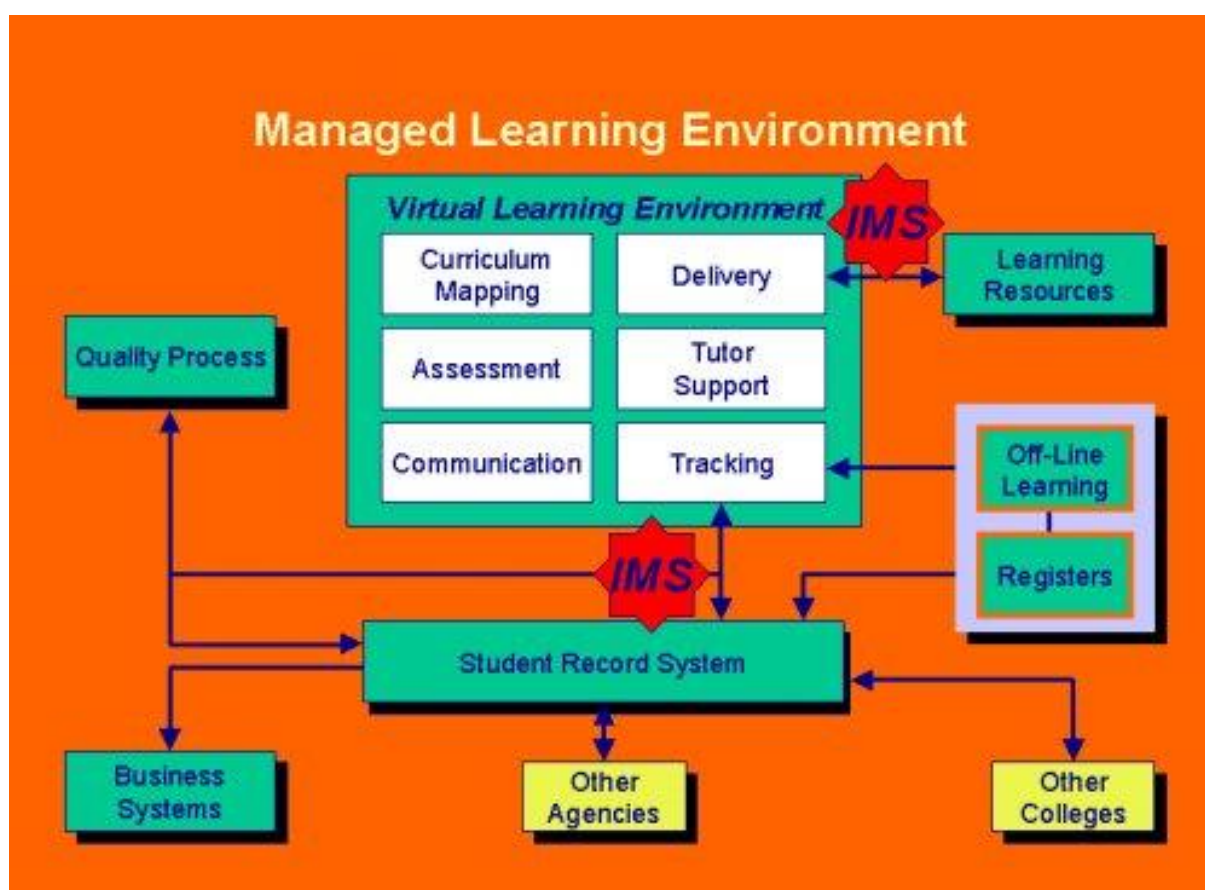 Managed Learning Environment
Virtual Learning Environment
IMS
Curriculum
Mapping
Delivery
Learning
Resources
Quality Process
Assessment
Tutor
Support
Communication
Tracking
Off-Line
Learning
IMS
Registers
Student Record System
Business
Systems
Other
Agencies
Other
Colleges